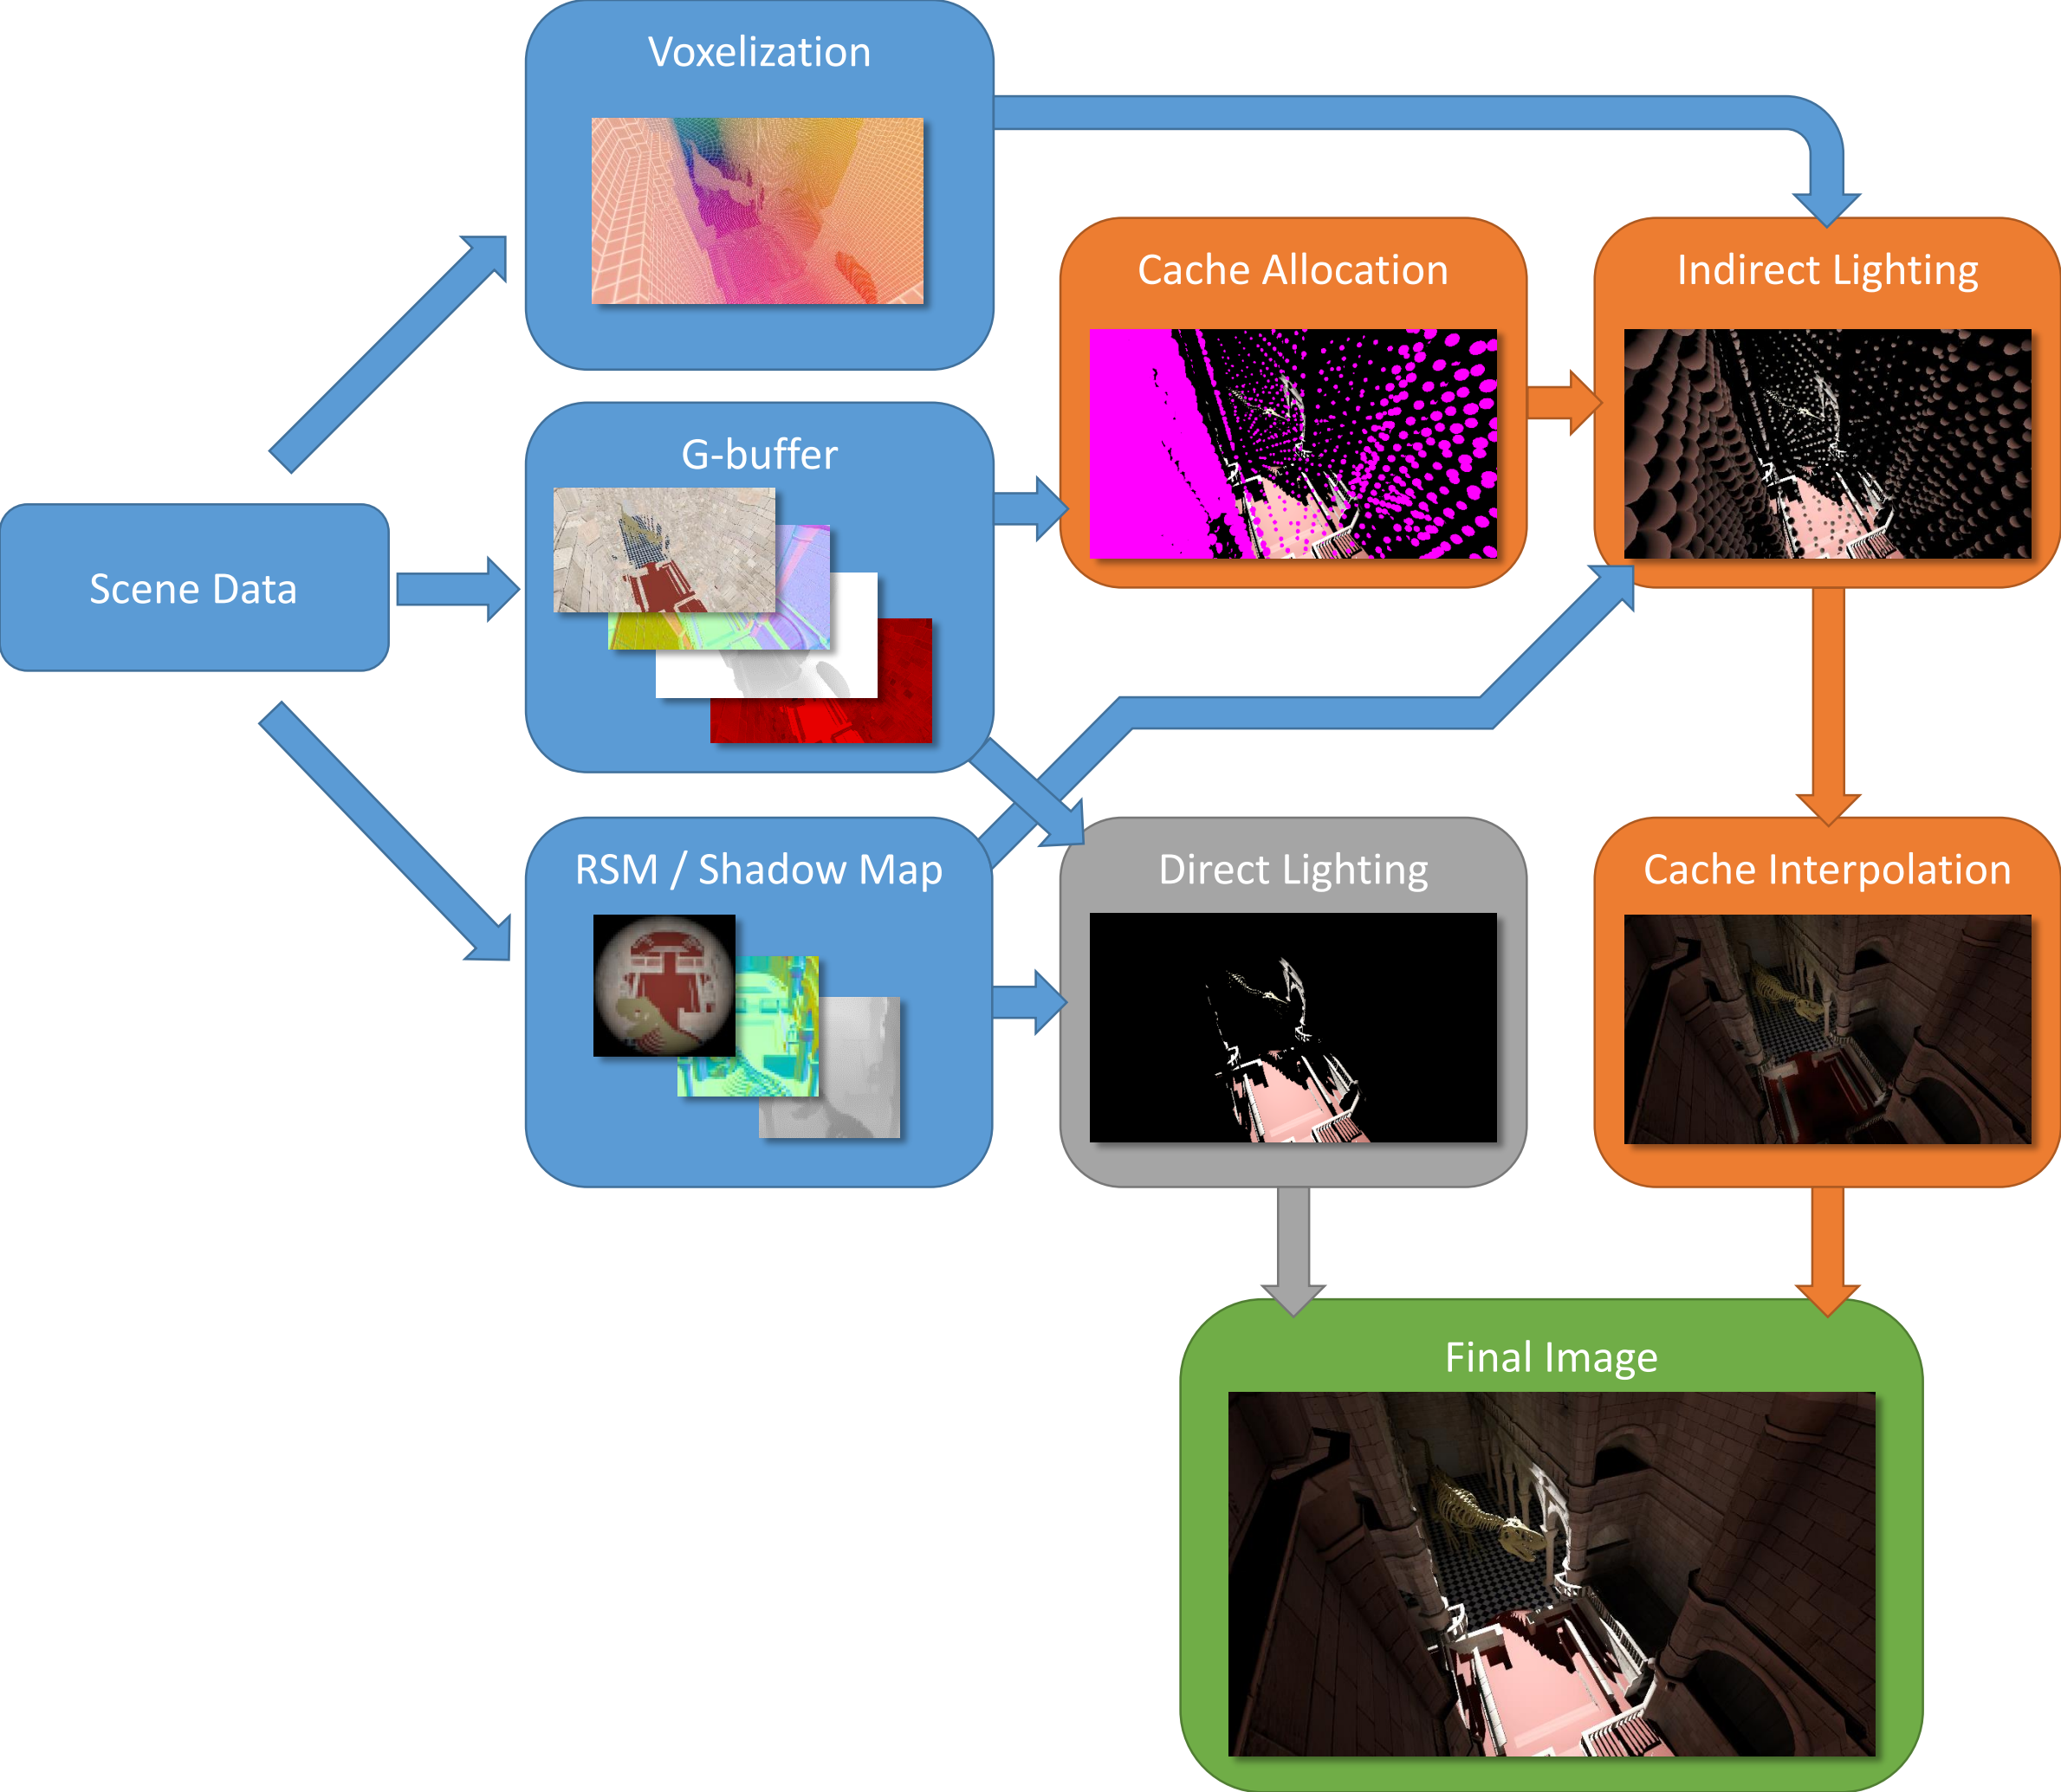 Voxelization
Cache Allocation
Indirect Lighting
G-buffer
Scene Data
RSM / Shadow Map
Direct Lighting
Cache Interpolation
Final Image